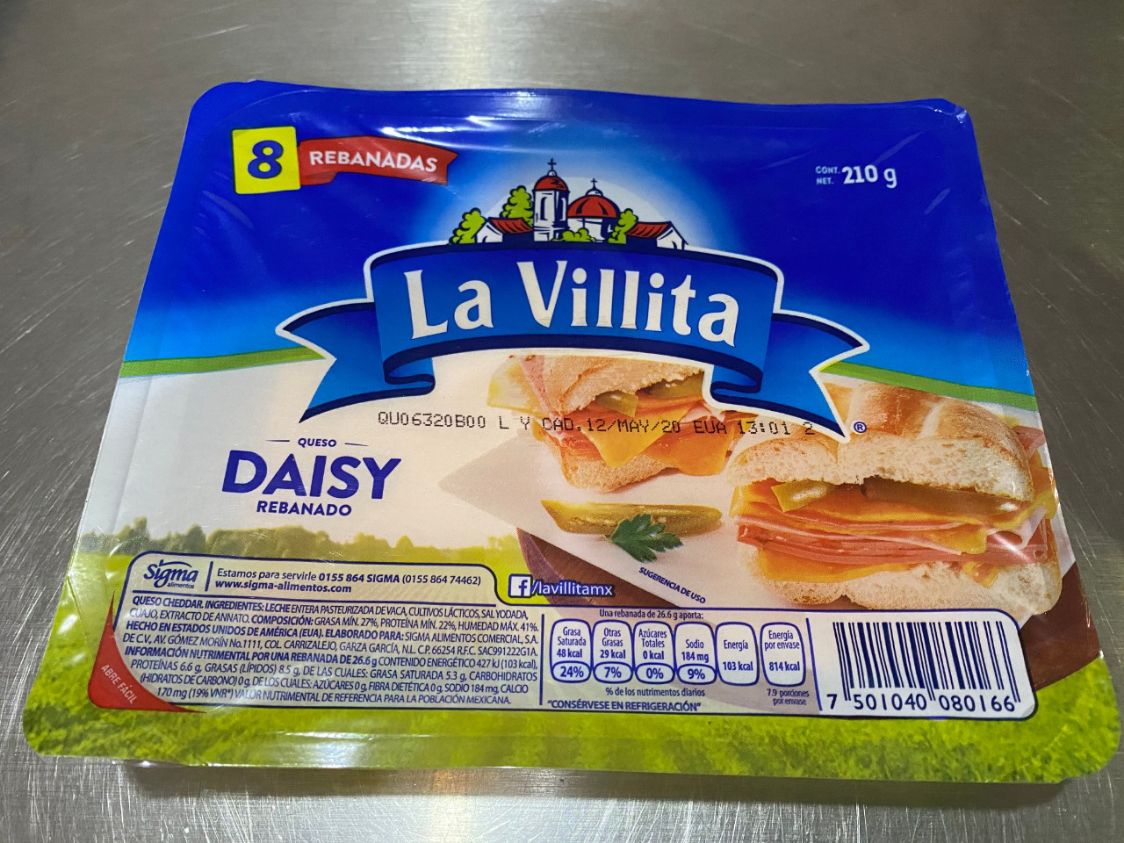 8 REBANADAS
CONT. NET. 210 g
La Villita
®
QU06320B00 L Y CAD.12/MAY/20 EUA 13:01 2
QUESO
DAISY
REBANADO
SUGERENCIA DE USO
Sigma
alimentos
Estamos para servirle 0155 864 SIGMA (0155 864 74462)
www.sigma-alimentos.com
f /lavillitamx
QUESO CHEDDAR. INGREDIENTES: LECHE ENTERA PASTEURIZADA DE VACA, CULTIVOS LÁCTICOS, SAL YODADA,
CUAJO, EXTRACTO DE ANNATO. COMPOSICIÓN: GRASA MÍN. 27%, PROTEÍNA MÍN. 22%, HUMEDAD MÁX. 41%.
HECHO EN ESTADOS UNIDOS DE AMÉRICA (EUA). ELABORADO PARA: SIGMA ALIMENTOS COMERCIAL, S.A.
DE C.V., AV. GÓMEZ MORÍN No.1111, COL. CARRIZALEJO, GARZA GARCÍA, N.L. C.P. 66254 R.F.C. SAC991222G1A.
INFORMACIÓN NUTRIMENTAL POR UNA REBANADA DE 26.6 g CONTENIDO ENERGÉTICO 427 kJ (103 kcal),
PROTEÍNAS 6.6 g, GRASAS (LÍPIDOS) 8.5 g, DE LAS CUALES: GRASA SATURADA 5.3 g, CARBOHIDRATOS
(HIDRATOS DE CARBONO) 0 g, DE LOS CUALES: AZÚCARES 0 g, FIBRA DIETÉTICA 0 g, SODIO 184 mg, CALCIO
170 mg (19% VNR*) VALOR NUTRIMENTAL DE REFERENCIA PARA LA POBLACIÓN MEXICANA.
ABRE FÁCIL
Una rebanada de 26.6 g aporta:
Grasa Saturada 48 kcal 24%
Otras Grasas 29 kcal 7%
Azúcares Totales 0 kcal 0%
Sodio 184 mg 9%
Energía 103 kcal
Energía por envase 814 kcal
% de los nutrimentos diarios
7.9 porciones por envase
"CONSÉRVESE EN REFRIGERACIÓN"
7 501040 080166